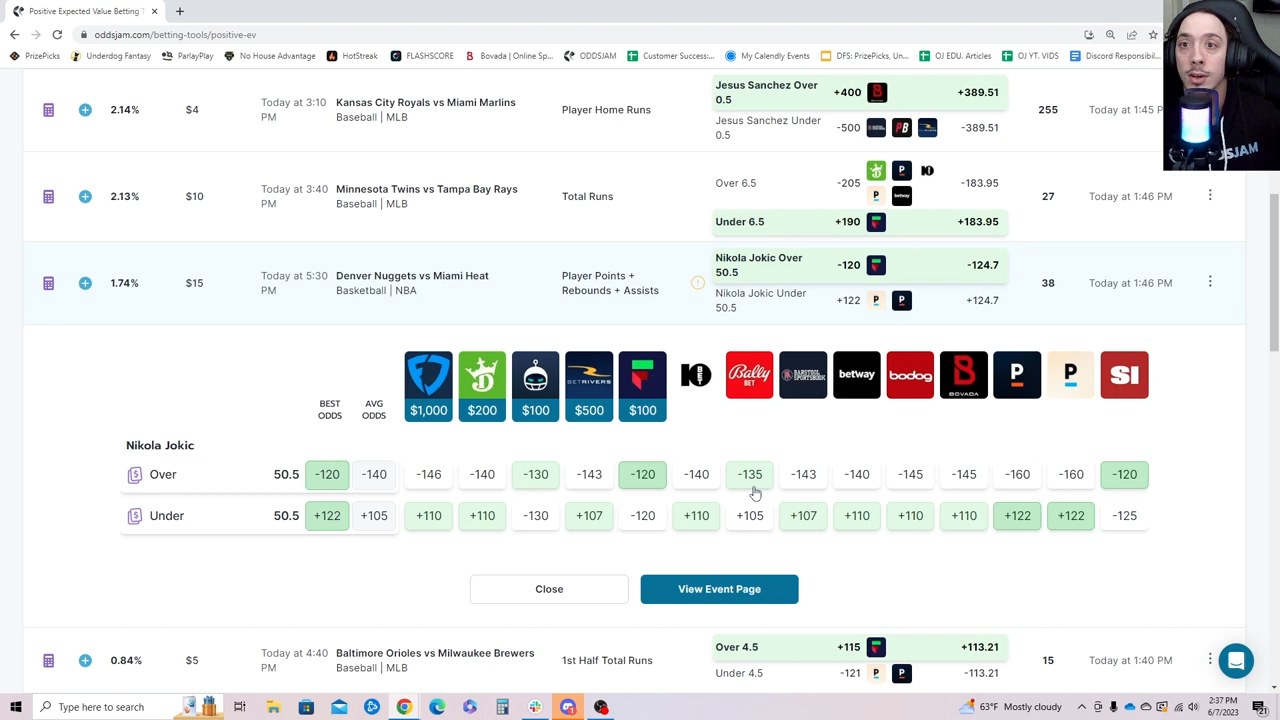 Positive Expected Value Betting T
oddsjam.com/betting-tools/positive-ev
PrizePicks
Underdog Fantasy
ParlayPlay
No House Advantage
HotStreak
FLASHSCORE
Bovada | Online Sp...
ODDSJAM
Customer Success:...
My Calendly Events
DFS: PrizePicks, Un...
OJ EDU. Articles
OJ YT. VIDS
Discord Responsibil...
2.14%
$4
Today at 3:10
PM
Kansas City Royals vs Miami Marlins
Baseball | MLB
Player Home Runs
Jesus Sanchez Over
0.5
+400
B
+389.51
Jesus Sanchez Under
0.5
-500
PB
-389.51
255
Today at 1:45 P
2.13%
$10
Today at 3:40
PM
Minnesota Twins vs Tampa Bay Rays
Baseball | MLB
Total Runs
Over 6.5
-205
P
10
P
betway
-183.95
Under 6.5
+190
+183.95
27
Today at 1:46 PM
1.74%
$15
Today at 5:30
PM
Denver Nuggets vs Miami Heat
Basketball | NBA
Player Points +
Rebounds + Assists
Nikola Jokic Over
50.5
-120
-124.7
Nikola Jokic Under
50.5
+122
P
P
+124.7
38
Today at 1:46 PM
BEST
ODDS
AVG
ODDS
$1,000
$200
$100
BETRIVERS
$500
$100
10
BET
Bally
BET
BARSTOOL
SPORTSBOOK
betway
bodog
B
BOVADA
P
P
SI
Nikola Jokic
Over 50.5 -120 -140 -146 -140 -130 -143 -120 -140 -135 -143 -140 -145 -145 -160 -160 -120
Under 50.5 +122 +105 +110 +110 -130 +107 -120 +110 +105 +107 +110 +110 +110 +122 +122 -125
Close
View Event Page
0.84%
$5
Today at 4:40
PM
Baltimore Orioles vs Milwaukee Brewers
Baseball | MLB
1st Half Total Runs
Over 4.5
+115
+113.21
Under 4.5
-121
P
P
-113.21
15
Today at 1:40 PM
Type here to search
63°F Mostly cloudy
2:37 PM
6/7/2023
21